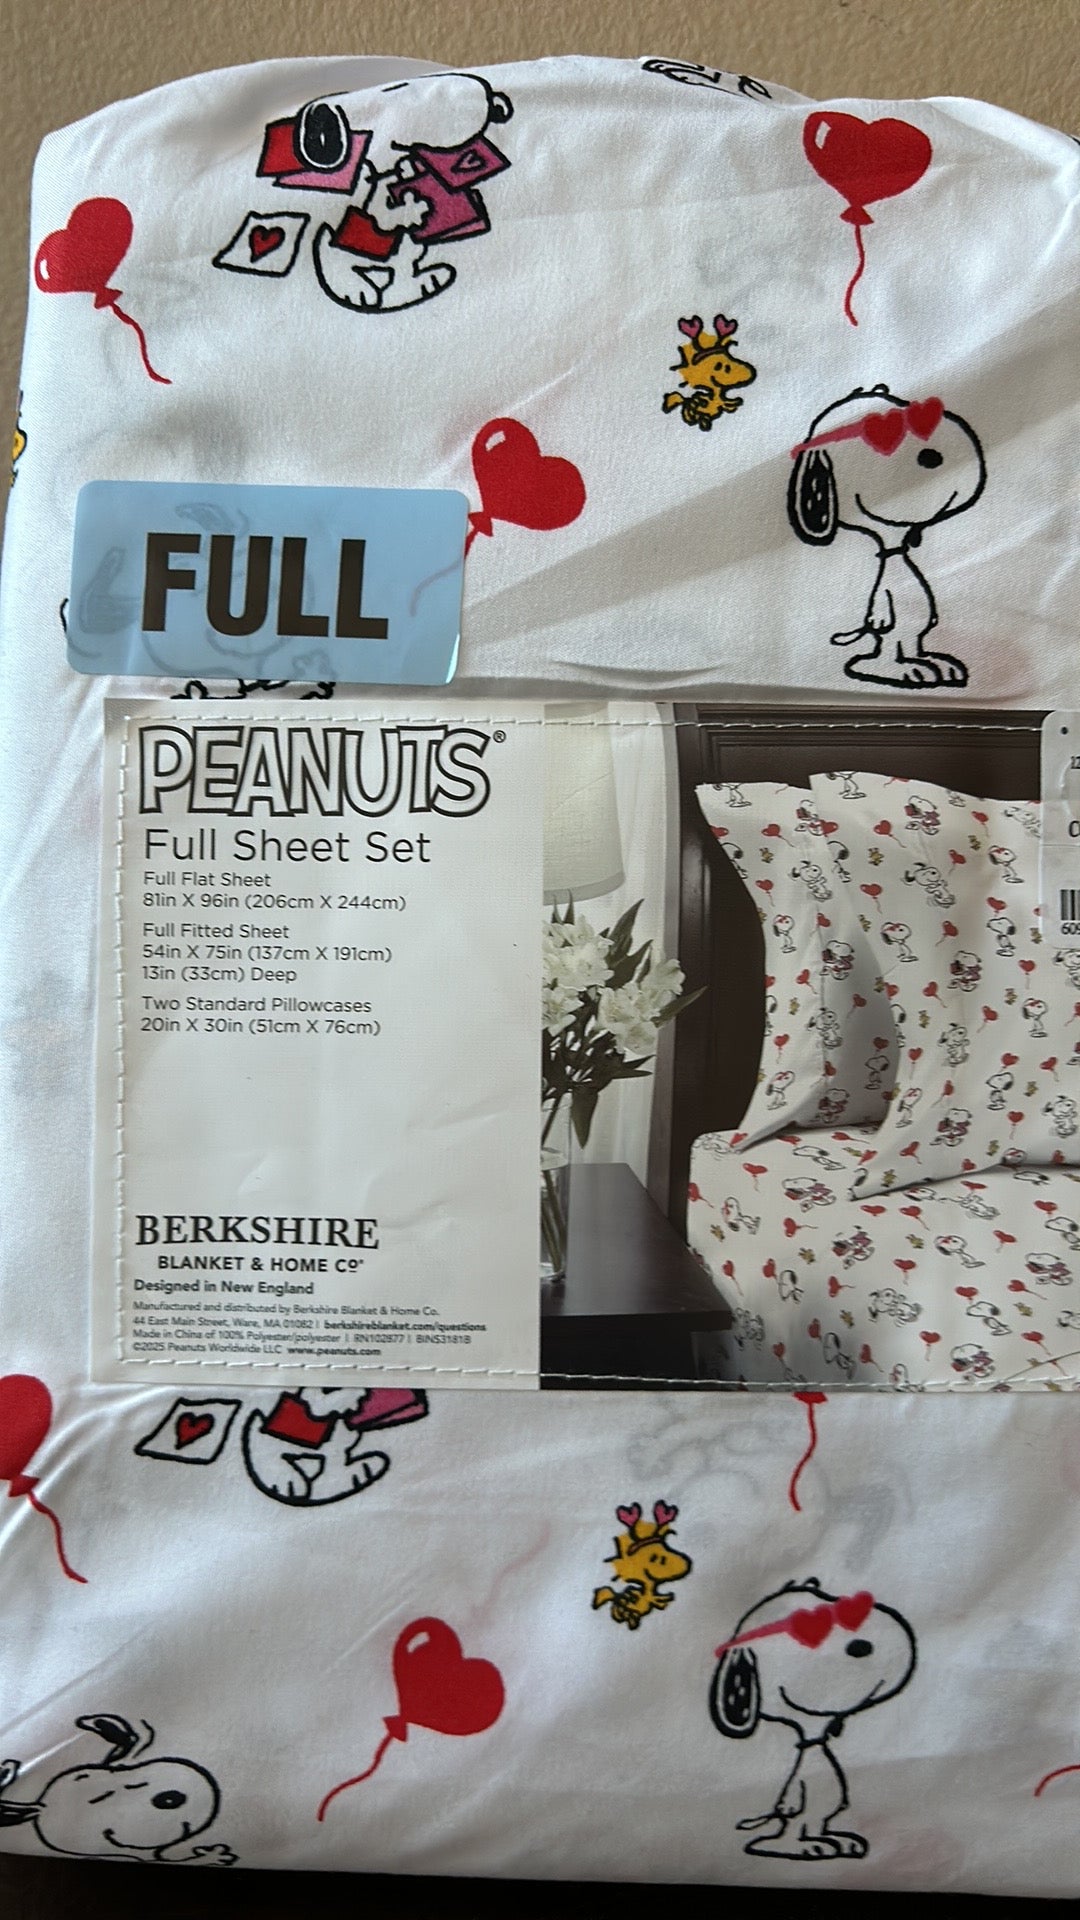 FULL
PEANUTS®
Full Sheet Set
Full Flat Sheet
81in X 96in (206cm X 244cm)
Full Fitted Sheet
54in X 75in (137cm X 191cm)
13in (33cm) Deep
Two Standard Pillowcases
20in X 30in (51cm X 76cm)
BERKSHIRE
BLANKET & HOME Cº®
Designed in New England
Manufactured and distributed by Berkshire Blanket & Home Co.
44 East Main Street, Ware, MA 01082 | berkshireblanket.com/questions
Made in China of 100% Polyester/polyester | RN102877 | BIN53181B
©2025 Peanuts Worldwide LLC www.peanuts.com